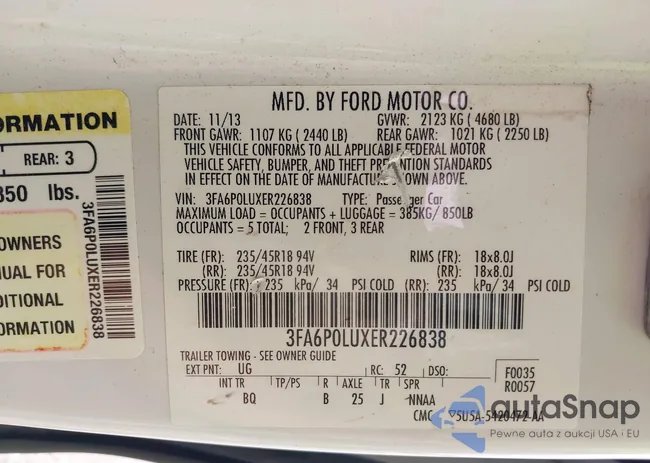 ORMATION
REAR: 3
350 lbs.
OWNERS
NUAL FOR
DITIONAL
FORMATION
3FA6P0LUXER226838
MFD. BY FORD MOTOR CO.
DATE: 11/13 GVWR: 2123 KG ( 4680 LB)
FRONT GAWR: 1107 KG ( 2440 LB) REAR GAWR: 1021 KG ( 2250 LB)
THIS VEHICLE CONFORMS TO ALL APPLICABLE FEDERAL MOTOR
VEHICLE SAFETY, BUMPER, AND THEFT PREVENTION STANDARDS
IN EFFECT ON THE DATE OF MANUFACTURE SHOWN ABOVE.
VIN: 3FA6P0LUXER226838 TYPE: Passenger Car
MAXIMUM LOAD = OCCUPANTS + LUGGAGE = 385KG/ 850LB
OCCUPANTS = 5 TOTAL; 2 FRONT, 3 REAR
TIRE (FR): 235/45R18 94V RIMS (FR): 18x8.0J
(RR): 235/45R18 94V (RR): 18x8.0J
PRESSURE (FR): 235 kPa/ 34 PSI COLD (RR): 235 kPa/ 34 PSI COLD
3FA6P0LUXER226838
TRAILER TOWING - SEE OWNER GUIDE
EXT PNT: UG RC: 52 DSO: F0035
R0057
INT TR TP/PS R AXLE TR SPR
BQ B 25 J NNAA
CMC 5U5A-5420472-AA
autoSnap
Pewne auta z aukcji USA i EU